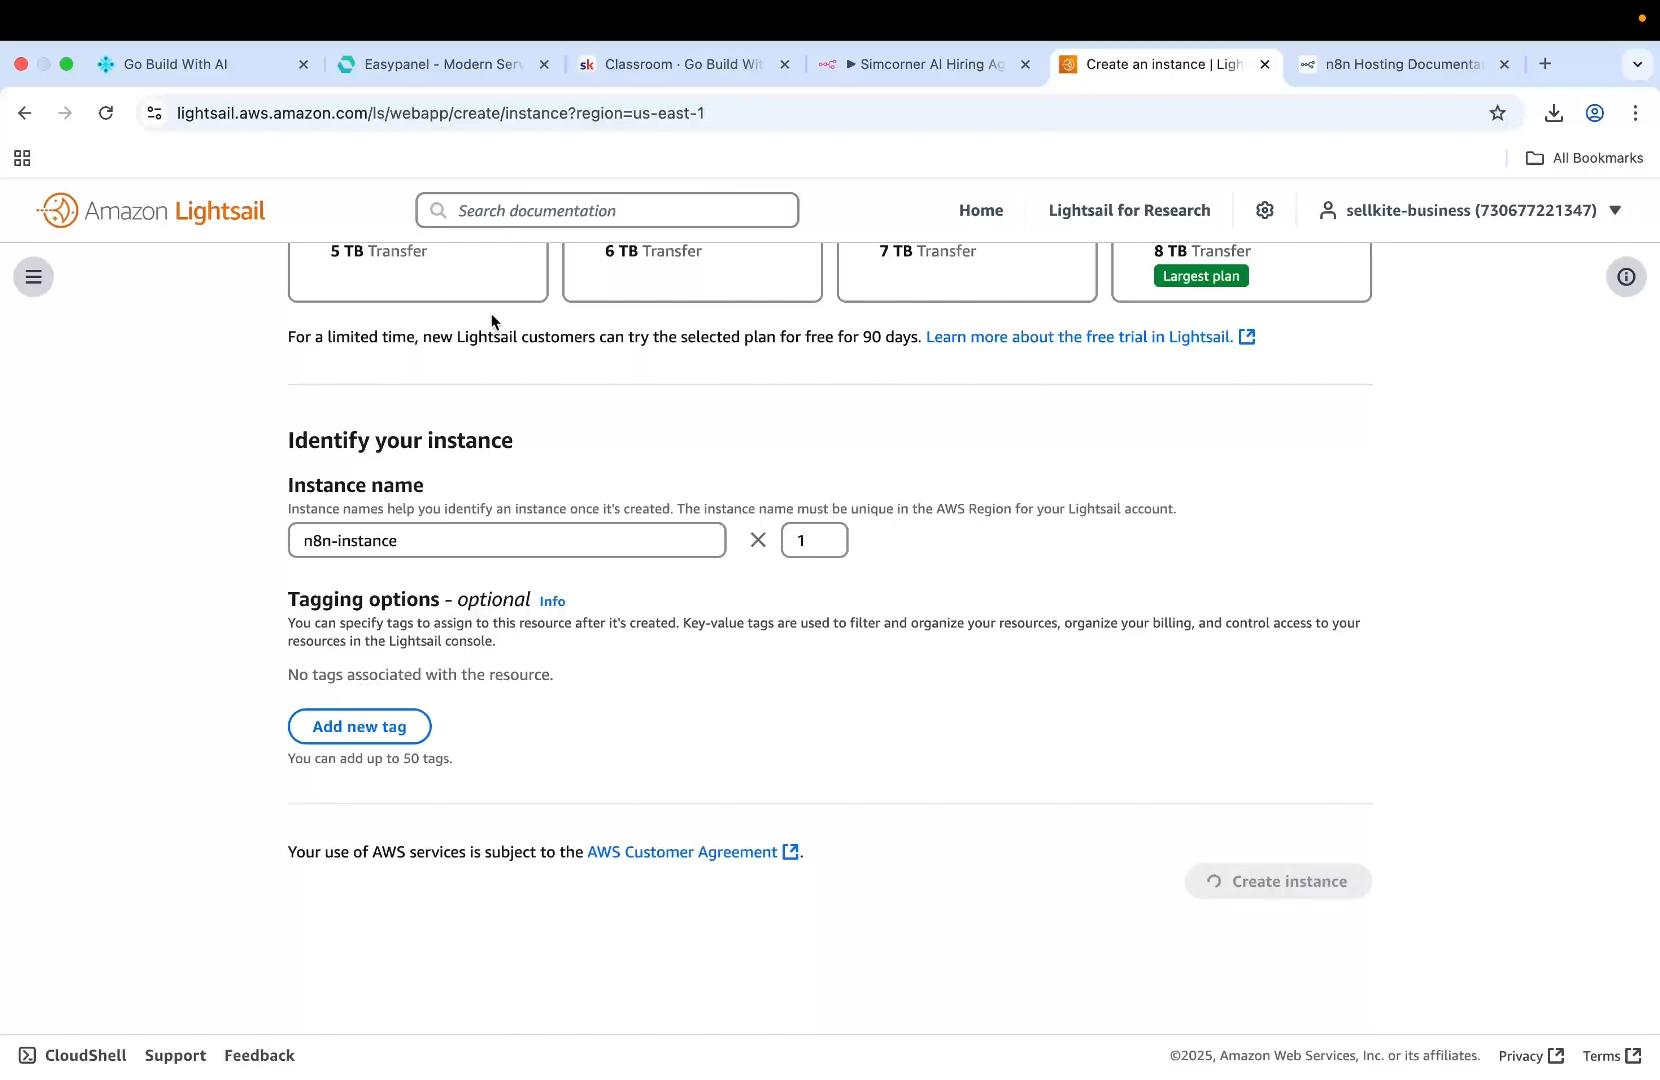 Go Build With AI
Easypanel - Modern Serv
sk
Classroom · Go Build Wit
Simcorner AI Hiring Ag
Create an instance | Ligh
n8n Hosting Documenta
lightsail.aws.amazon.com/ls/webapp/create/instance?region=us-east-1
All Bookmarks
Amazon Lightsail
Search documentation
Home
Lightsail for Research
sellkite-business (730677221347)
5 TB Transfer
6 TB Transfer
7 TB Transfer
8 TB Transfer
Largest plan
For a limited time, new Lightsail customers can try the selected plan for free for 90 days. Learn more about the free trial in Lightsail.
Identify your instance
Instance name
Instance names help you identify an instance once it's created. The instance name must be unique in the AWS Region for your Lightsail account.
n8n-instance
1
Tagging options - optional Info
You can specify tags to assign to this resource after it's created. Key-value tags are used to filter and organize your resources, organize your billing, and control access to your
resources in the Lightsail console.
No tags associated with the resource.
Add new tag
You can add up to 50 tags.
Your use of AWS services is subject to the AWS Customer Agreement.
Create instance
CloudShell
Support
Feedback
©2025, Amazon Web Services, Inc. or its affiliates.
Privacy
Terms